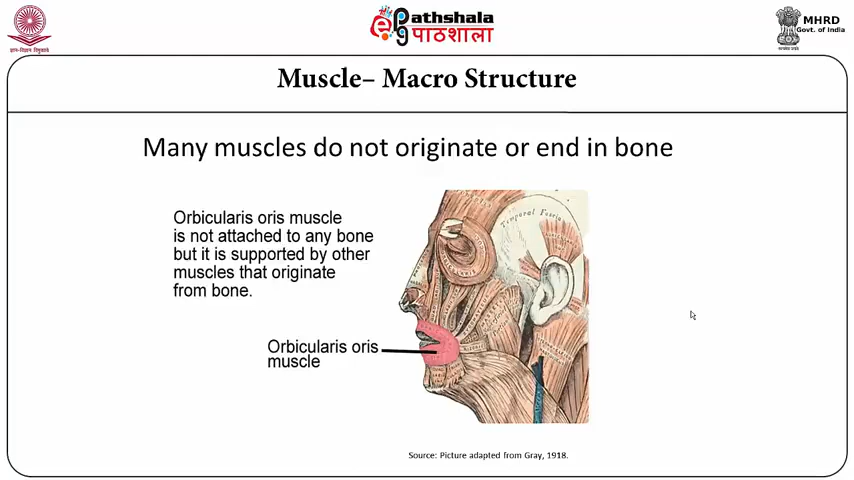 ePathshala
पाठशाला
MHRD
Govt. of India
Muscle– Macro Structure
Many muscles do not originate or end in bone
Orbicularis oris muscle
is not attached to any bone
but it is supported by other
muscles that originate
from bone.
Temporal Fascia
Orbicularis oris
muscle
Source: Picture adapted from Gray, 1918.